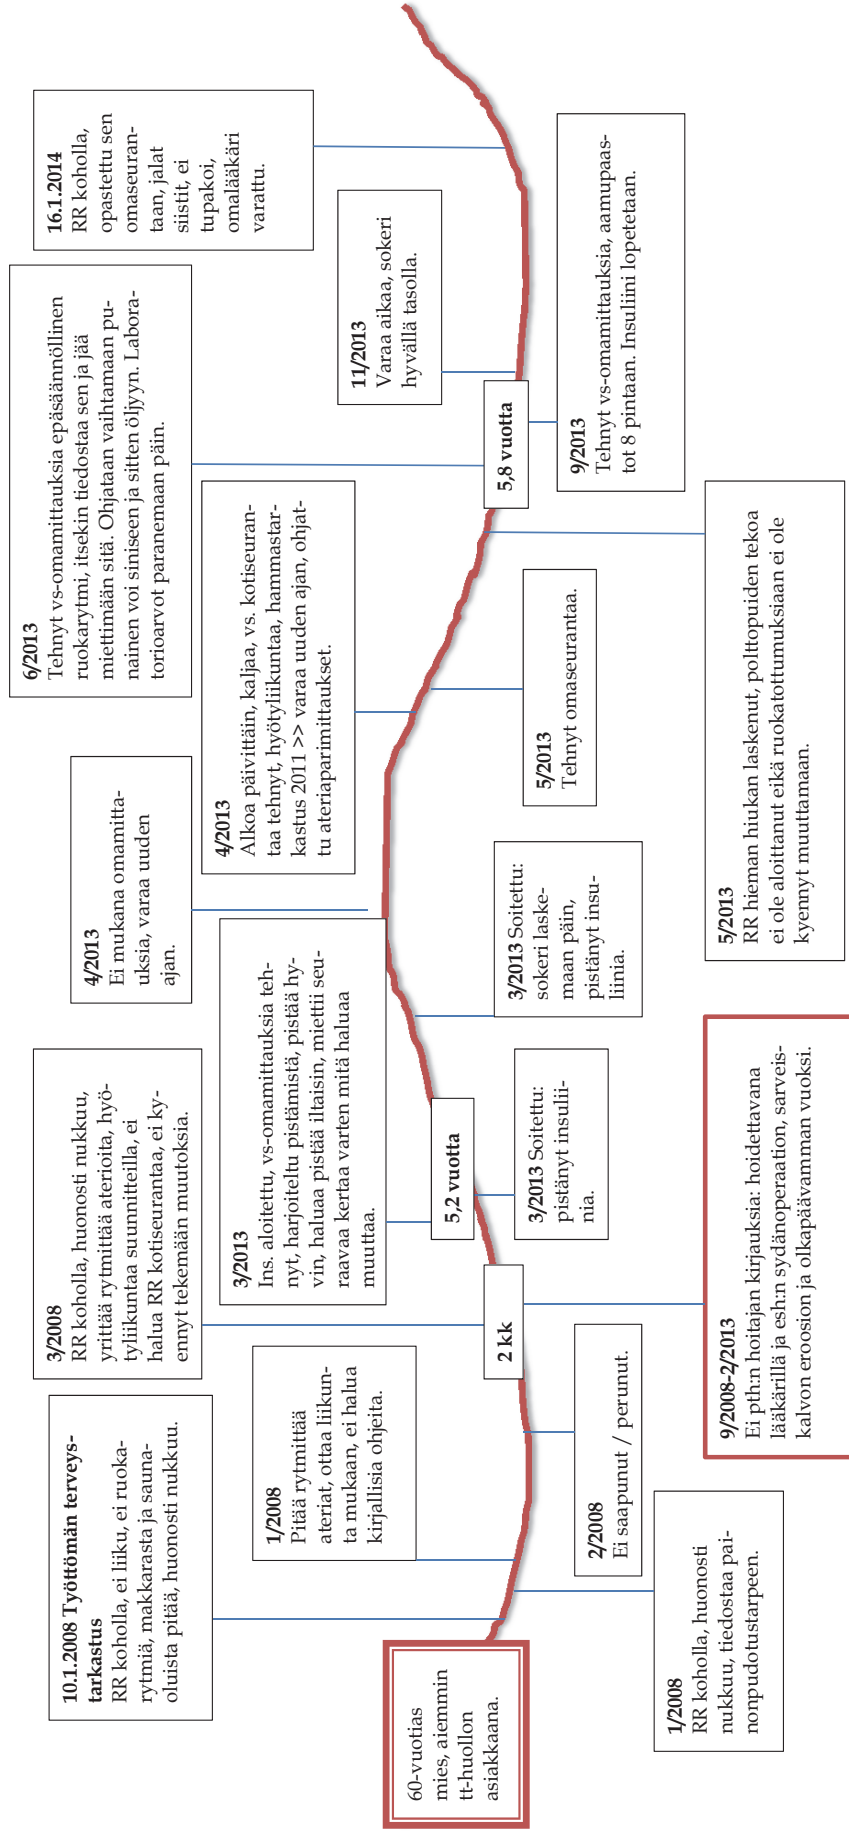 60-vuotias
mies, aiemmin
tt-huollon
asiakkaana.
10.1.2008 Työttömän terveys-
tarkastus
RR koholla, ei liiku, ei ruoka-
rytmiä, makkarasta ja sauna-
oluista pitää, huonosti nukkuu.
1/2008
RR koholla, huonosti
nukkuu, tiedostaa pai-
nonpudotustarpeen.
1/2008
Pitää rytmittää
ateriat, ottaa liikun-
ta mukaan, ei halua
kirjallisia ohjeita.
2/2008
Ei saapunut / perunut.
3/2008
RR koholla, huonosti nukkuu,
yrittää rytmittää aterioita, hyö-
tyliikuntaa suunnitteilla, ei
halua RR kotiseurantaa, ei ky-
ennyt tekemään muutoksia.
2 kk
9/2008-2/2013
Ei pth:n hoitajan kirjauksia: hoidettavana
lääkärillä ja esh:n sydänoperaation, sarveis-
kalvon eroosion ja olkapäävamman vuoksi.
5,2 vuotta
3/2013
Ins. aloitettu, vs-omamittauksia teh-
nyt, harjoiteltu pistämistä, pistää hy-
vin, haluaa pistää iltaisin, miettii seu-
raavaa kertaa varten mitä haluaa
muuttaa.
3/2013 Soitettu:
pistänyt insulii-
nia.
3/2013 Soitettu:
sokeri laske-
maan päin,
pistänyt insu-
liinia.
4/2013
Ei mukana omamitta-
uksia, varaa uuden
ajan.
4/2013
Alkoa päivittäin, kaljaa, vs. kotiseuran-
taa tehnyt, hyötyliikuntaa, hammastar-
kastus 2011 >> varaa uuden ajan, ohjat-
tu ateriaparimittaukset.
5/2013
Tehnyt omaseurantaa.
5/2013
RR hieman hiukan laskenut, polttopuiden tekoa
ei ole aloittanut eikä ruokatottumuksiaan ei ole
kyennyt muuttamaan.
6/2013
Tehnyt vs-omamittauksia epäsäännöllinen
ruokarytmi, itsekin tiedostaa sen ja jää
miettimään sitä. Ohjataan vaihtamaan pu-
nainen voi siniseen ja sitten öljyyn. Labora-
torioarvot paranemaan päin.
5,8 vuotta
9/2013
Tehnyt vs-omamittauksia, aamupaas-
tot 8 pintaan. Insuliini lopetetaan.
11/2013
Varaa aikaa, sokeri
hyvällä tasolla.
16.1.2014
RR koholla,
opastettu sen
omaseuran-
taan, jalat
siistit, ei
tupakoi,
omalääkäri
varattu.